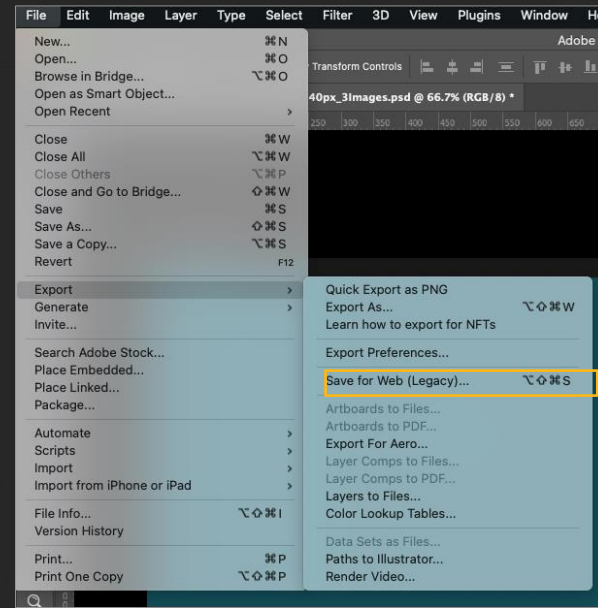 File Edit Image Layer Type Select Filter 3D View Plugins Window
Adobe
Transform Controls
40px_3Images.psd @ 66.7% (RGB/8) *
250 300 350 400 450 500 550 600 650
New... ⌘N
Open... ⌘O
Browse in Bridge... ⌥⌘O
Open as Smart Object...
Open Recent >
Close ⌘W
Close All ⌥⌘W
Close Others ⌥⌘P
Close and Go to Bridge... ⇧⌘W
Save ⌘S
Save As... ⇧⌘S
Save a Copy... ⌥⌘S
Revert F12
Export >
Generate >
Invite...
Search Adobe Stock...
Place Embedded...
Place Linked...
Package...
Automate >
Scripts >
Import >
Import from iPhone or iPad >
File Info... ⌥⇧⌘I
Version History
Print... ⌘P
Print One Copy ⌥⇧⌘P
Quick Export as PNG
Export As... ⌥⇧⌘W
Learn how to export for NFTs
Export Preferences...
Save for Web (Legacy)... ⌥⇧⌘S
Artboards to Files...
Artboards to PDF...
Export For Aero...
Layer Comps to Files...
Layer Comps to PDF...
Layers to Files...
Color Lookup Tables...
Data Sets as Files...
Paths to Illustrator...
Render Video...